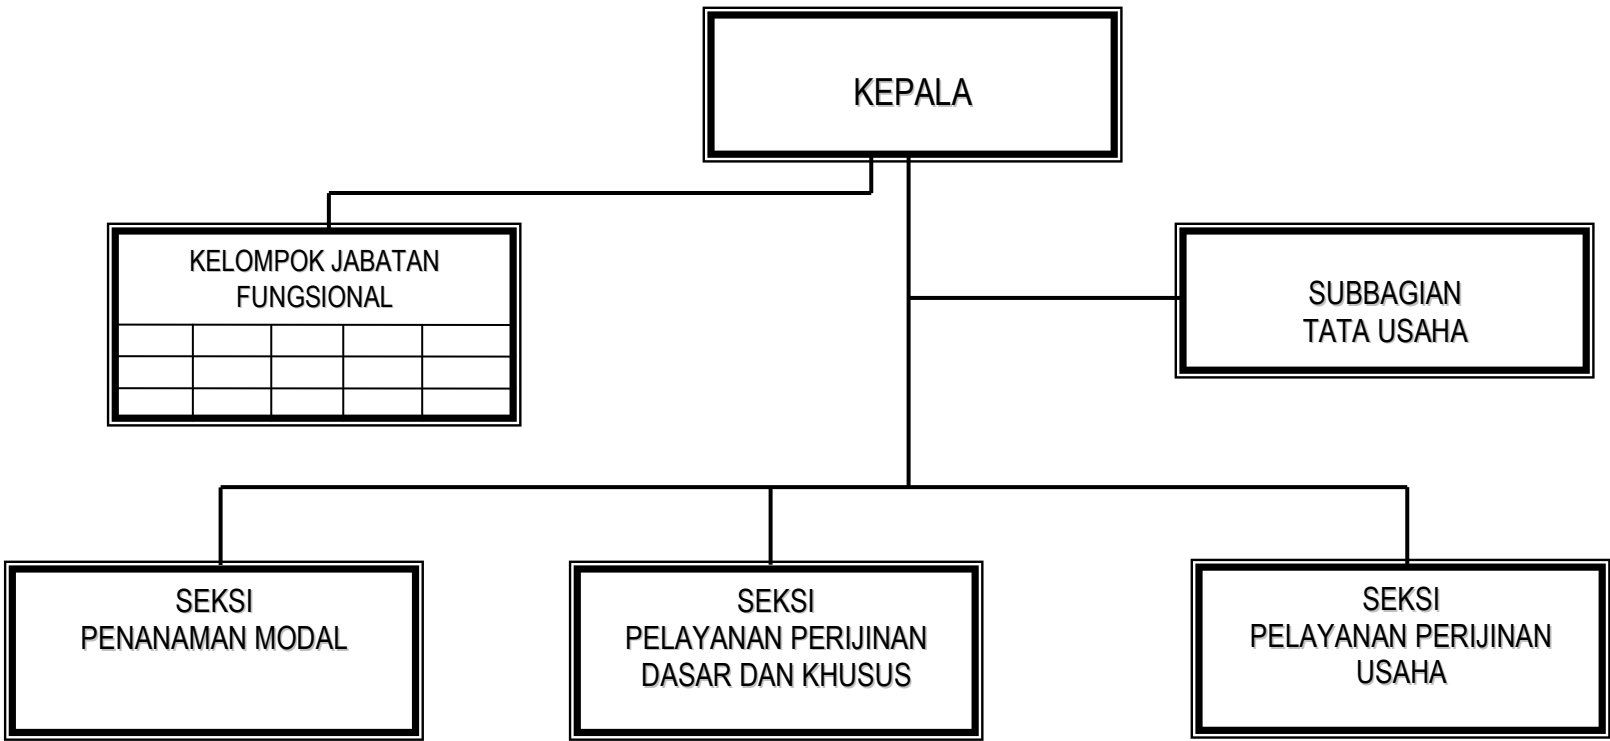 KEPALA
KELOMPOK JABATAN
FUNGSIONAL
SUBBAGIAN
TATA USAHA
SEKSI
PENANAMAN MODAL
SEKSI
PELAYANAN PERIJINAN
DASAR DAN KHUSUS
SEKSI
PELAYANAN PERIJINAN
USAHA